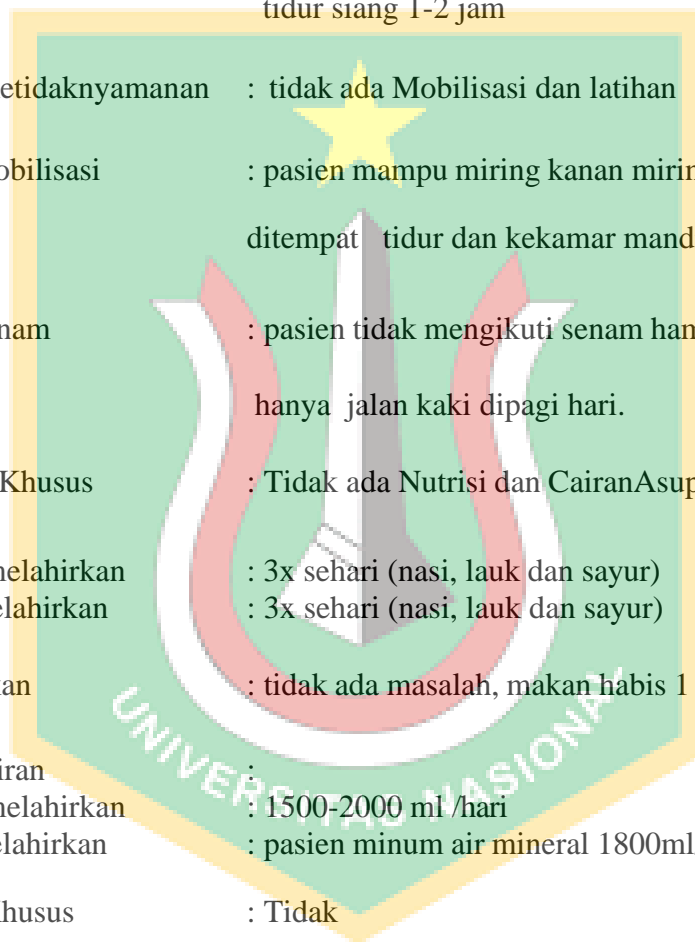 tidur siang 1-2 jam
etidaknyamanan : tidak ada Mobilisasi dan latihan
obilisasi : pasien mampu miring kanan mirin
ditempat tidur dan kekamar mand
nam : pasien tidak mengikuti senam ham
hanya jalan kaki dipagi hari.
Khusus : Tidak ada Nutrisi dan CairanAsup
nelahirkan : 3x sehari (nasi, lauk dan sayur)
elahirkan : 3x sehari (nasi, lauk dan sayur)
kan : tidak ada masalah, makan habis 1
iran :
nelahirkan : 1500-2000 ml /hari
elahirkan : pasien minum air mineral 1800ml
husus : Tidak
UNIVERSITAS NASIONAL